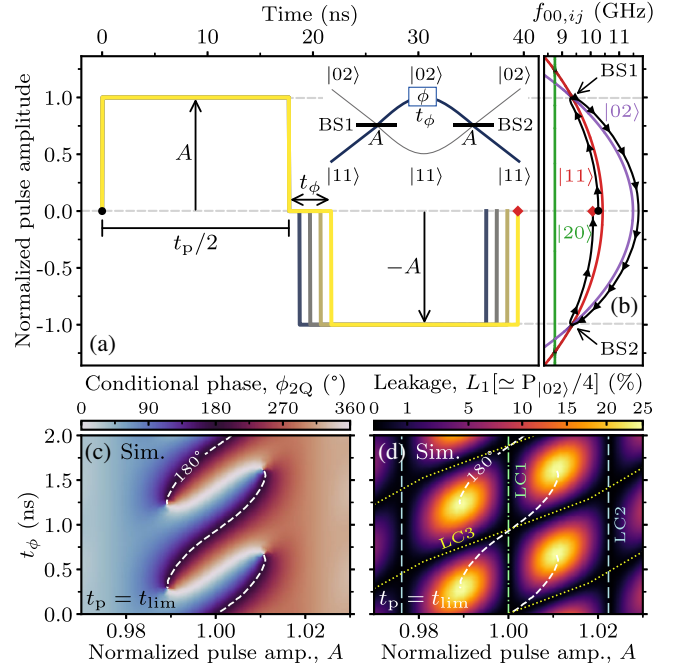 Time (ns)
0 10 20 30 40
f₀₀,ᵢⱼ (GHz)
9 10 11
Normalized pulse amplitude
1.0
0.5
0.0
-0.5
-1.0
A
tₚ/2
t_ϕ
−A
(a)
|02⟩ |02⟩ |02⟩
ϕ
t_ϕ
BS1 BS2
A A
|11⟩ |11⟩ |11⟩
BS1
|02⟩
|11⟩
|20⟩
(b)
BS2
Conditional phase, ϕ₂Q (°)
0 90 180 270 360
Leakage, L₁[≃ P|02⟩/4] (%)
0 1 5 10 15 20 25
t_ϕ (ns)
2.0
1.5
1.0
0.5
0.0
(c) Sim.
180°
tₚ = t_lim
0.98 1.00 1.02
Normalized pulse amp., A
(d) Sim.
180°
LC1
LC2
LC3
tₚ = t_lim
0.98 1.00 1.02
Normalized pulse amp., A